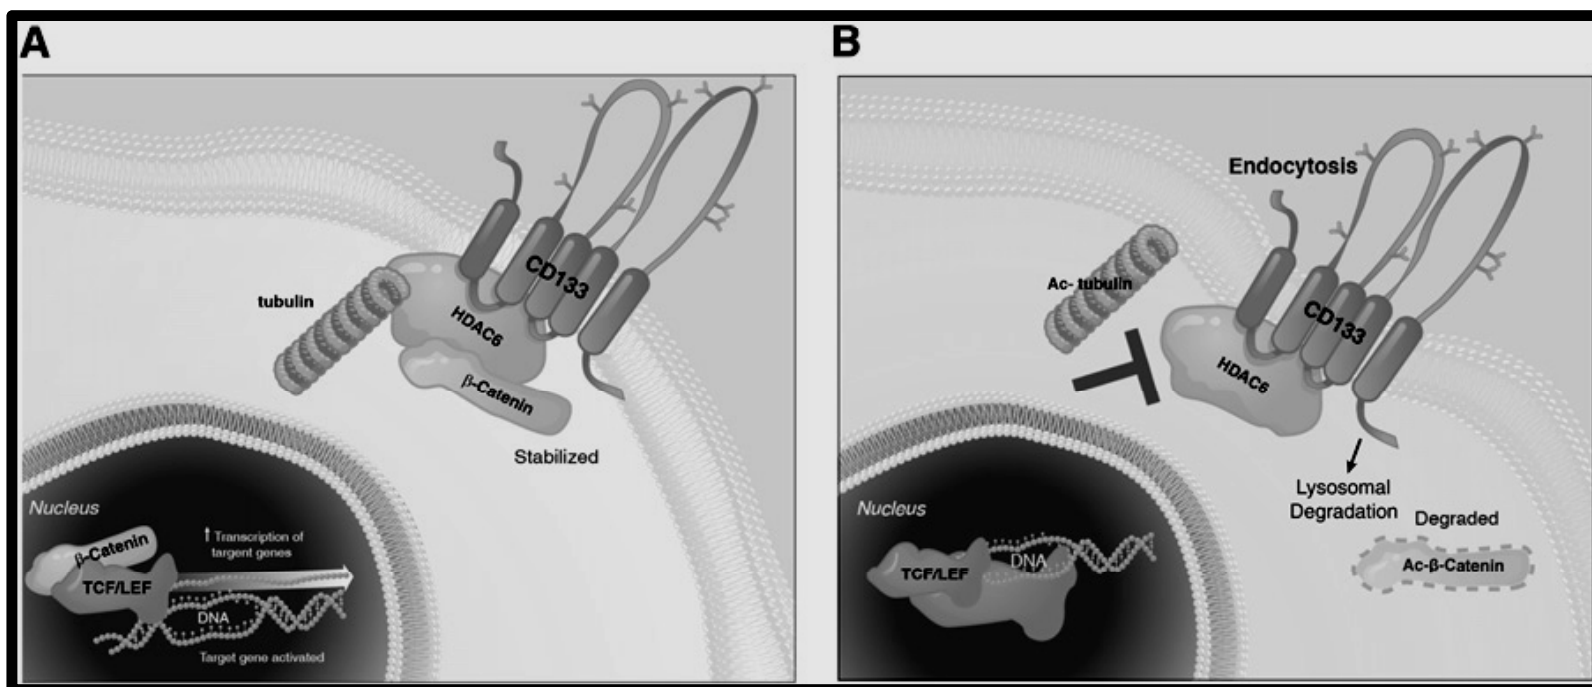 A
tubulin
CD133
HDAC6
β-Catenin
Stabilized
Nucleus
↑ Transcription of
targent genes
β-Catenin
TCF/LEF
DNA
Target gene activated
B
Endocytosis
Ac- tubulin
CD133
HDAC6
Lysosomal
Degradation
Degraded
Ac-β-Catenin
Nucleus
TCF/LEF
DNA